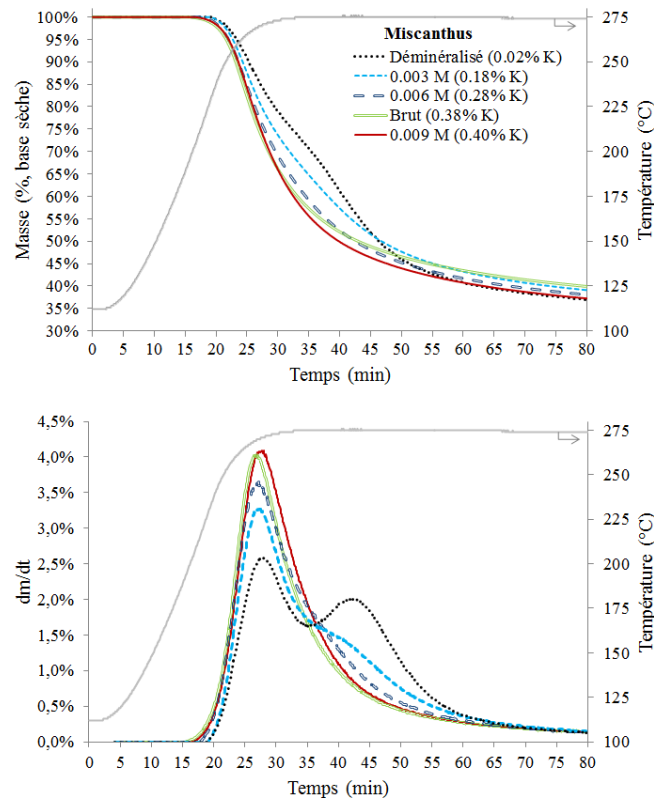 100%
95%
90%
85%
80%
75%
70%
65%
60%
55%
50%
45%
40%
35%
30%
Masse (%, base sèche)
Miscanthus
Déminéralisé (0.02% K)
0.003 M (0.18% K)
0.006 M (0.28% K)
Brut (0.38% K)
0.009 M (0.40% K)
275
250
225
200
175
150
125
100
Température (°C)
0 5 10 15 20 25 30 35 40 45 50 55 60 65 70 75 80
Temps (min)
4,5%
4,0%
3,5%
3,0%
2,5%
2,0%
1,5%
1,0%
0,5%
0,0%
dm/dt
275
250
225
200
175
150
125
100
Température (°C)
0 5 10 15 20 25 30 35 40 45 50 55 60 65 70 75 80
Temps (min)